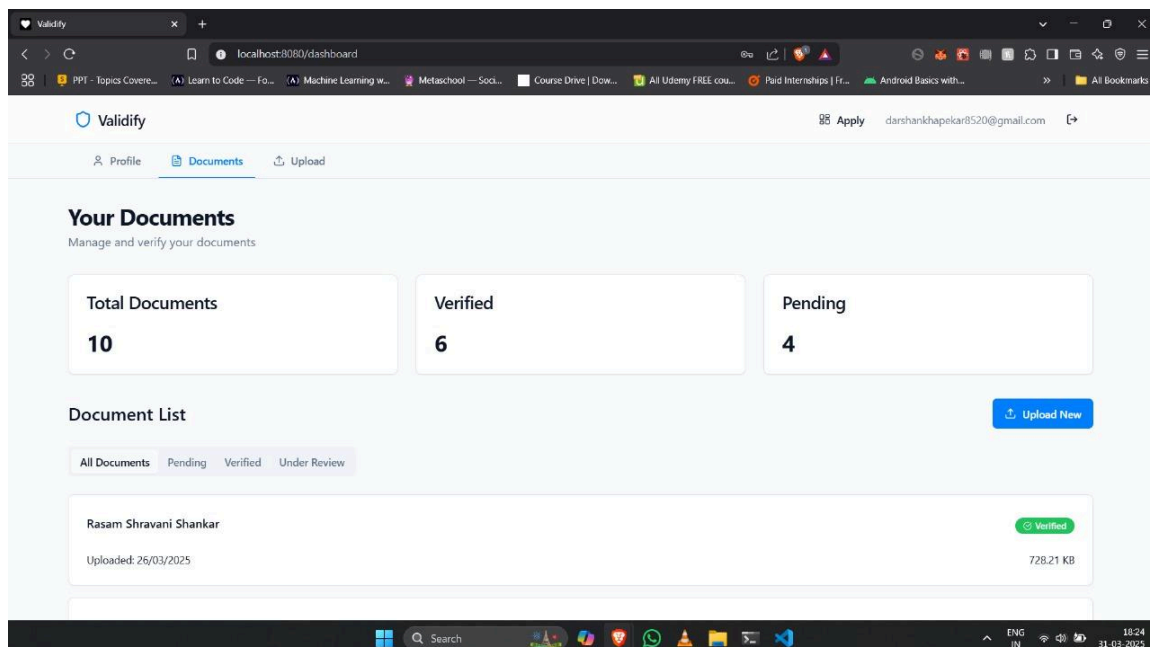 Validify
localhost:8080/dashboard
PPT - Topics Covere... Learn to Code — Fo... Machine Learning w... Metaschool — Soci... Course Drive | Dow... All Udemy FREE cou... Paid Internships | Fr... Android Basics with... » All Bookmarks
Validify Apply darshankhapekar8520@gmail.com
Profile Documents Upload
Your Documents
Manage and verify your documents
Total Documents Verified Pending
10 6 4
Document List Upload New
All Documents Pending Verified Under Review
Rasam Shravani Shankar Verified
Uploaded: 26/03/2025 728.21 KB
Search ENG 18:24
IN 31-03-2025